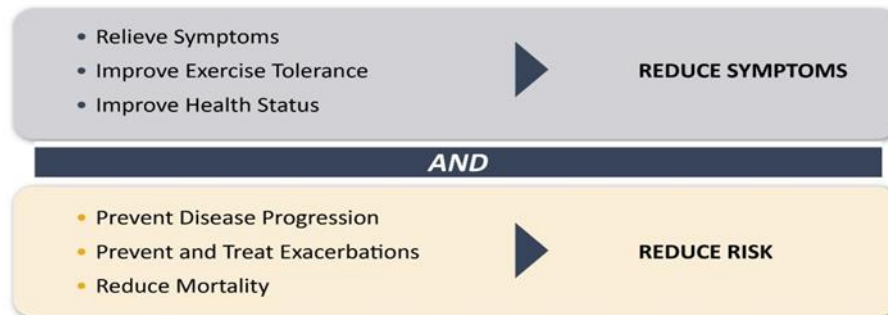 • Relieve Symptoms
• Improve Exercise Tolerance
• Improve Health Status
REDUCE SYMPTOMS
AND
• Prevent Disease Progression
• Prevent and Treat Exacerbations
• Reduce Mortality
REDUCE RISK